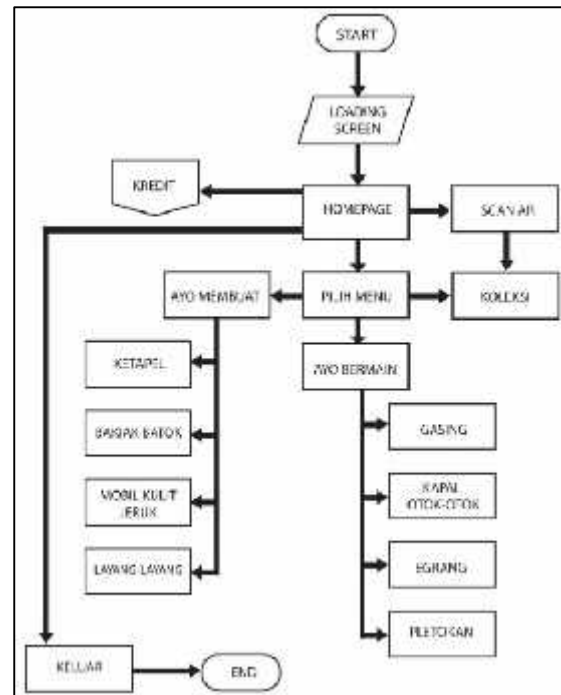 START
LOADING
SCREEN
KREDIT
HOMEPAGE
SCAN AR
AYO MEMBUAT
PILIH MENU
KOLEKSI
KETAPEL
AYO BERMAIN
BAKIAK BATOK
GASING
MOBIL KULIT
JERUK
KAPAL
OTOK-OTOK
LAYANG LAYANG
EGRANG
PLETOKAN
KELUAR
END